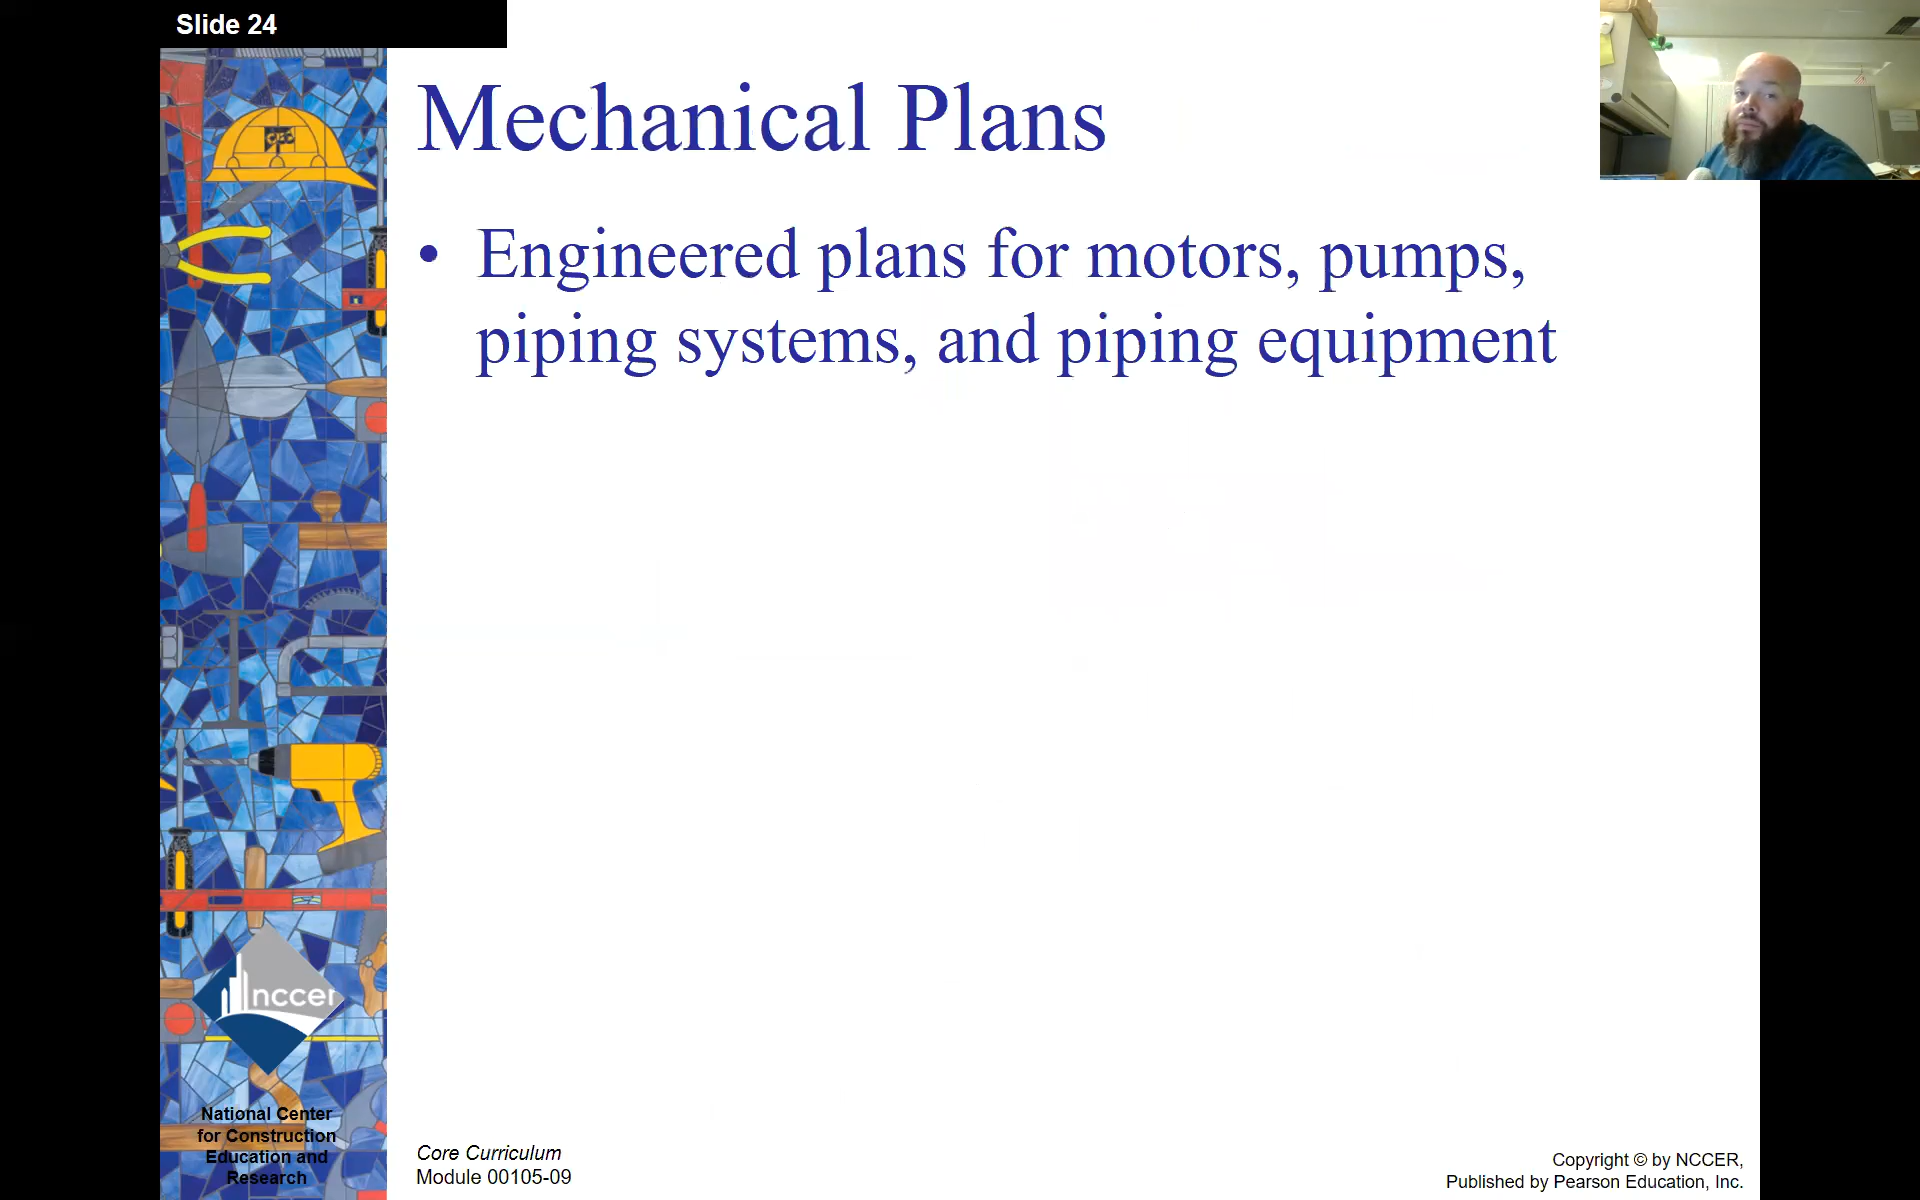 Slide 24
Mechanical Plans
• Engineered plans for motors, pumps,
piping systems, and piping equipment
nccer
National Center
for Construction
Education and
Research
Core Curriculum
Module 00105-09
Copyright © by NCCER,
Published by Pearson Education, Inc.